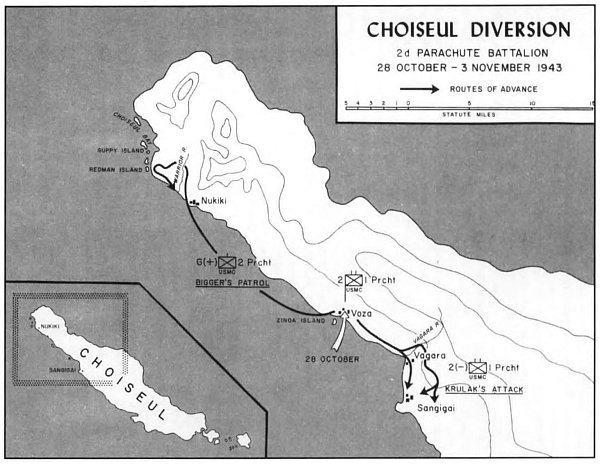 CHOISEUL DIVERSION
2d PARACHUTE BATTALION
28 OCTOBER – 3 NOVEMBER 1943
ROUTES OF ADVANCE
5 4 3 2 1 0 5 10 15
STATUTE MILES
CHOISEUL BAY
GUPPY ISLAND
REDMAN ISLAND
WARRIOR R.
Nukiki
G(+) 2 Prcht
USMC
BIGGER'S PATROL
2 1 Prcht
USMC
ZINOA ISLAND
Voza
28 OCTOBER
VAGARA R.
Vagara
2(-) 1 Prcht
USMC
KRULAK'S ATTACK
Sangigai
NUKIKI
SANGIGAI
CHOISEUL